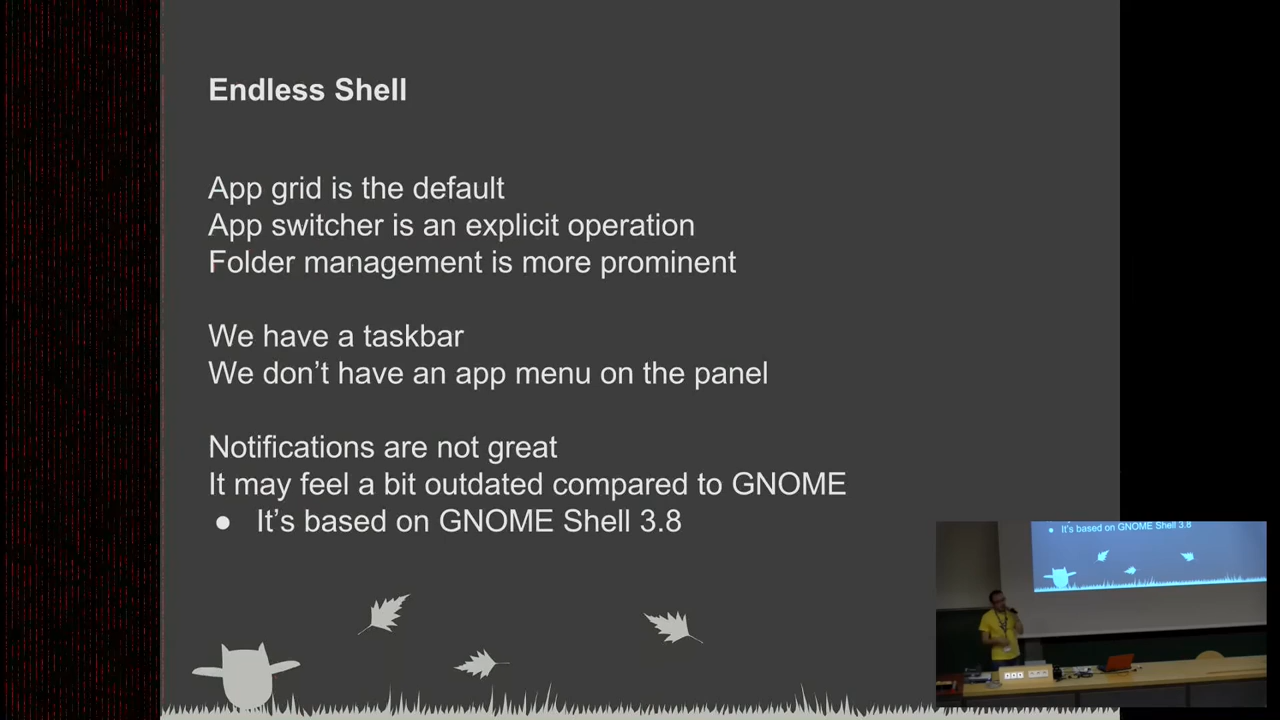 Endless Shell
App grid is the default
App switcher is an explicit operation
Folder management is more prominent
We have a taskbar
We don’t have an app menu on the panel
Notifications are not great
It may feel a bit outdated compared to GNOME
● It’s based on GNOME Shell 3.8
● It's based on GNOME Shell 3.8